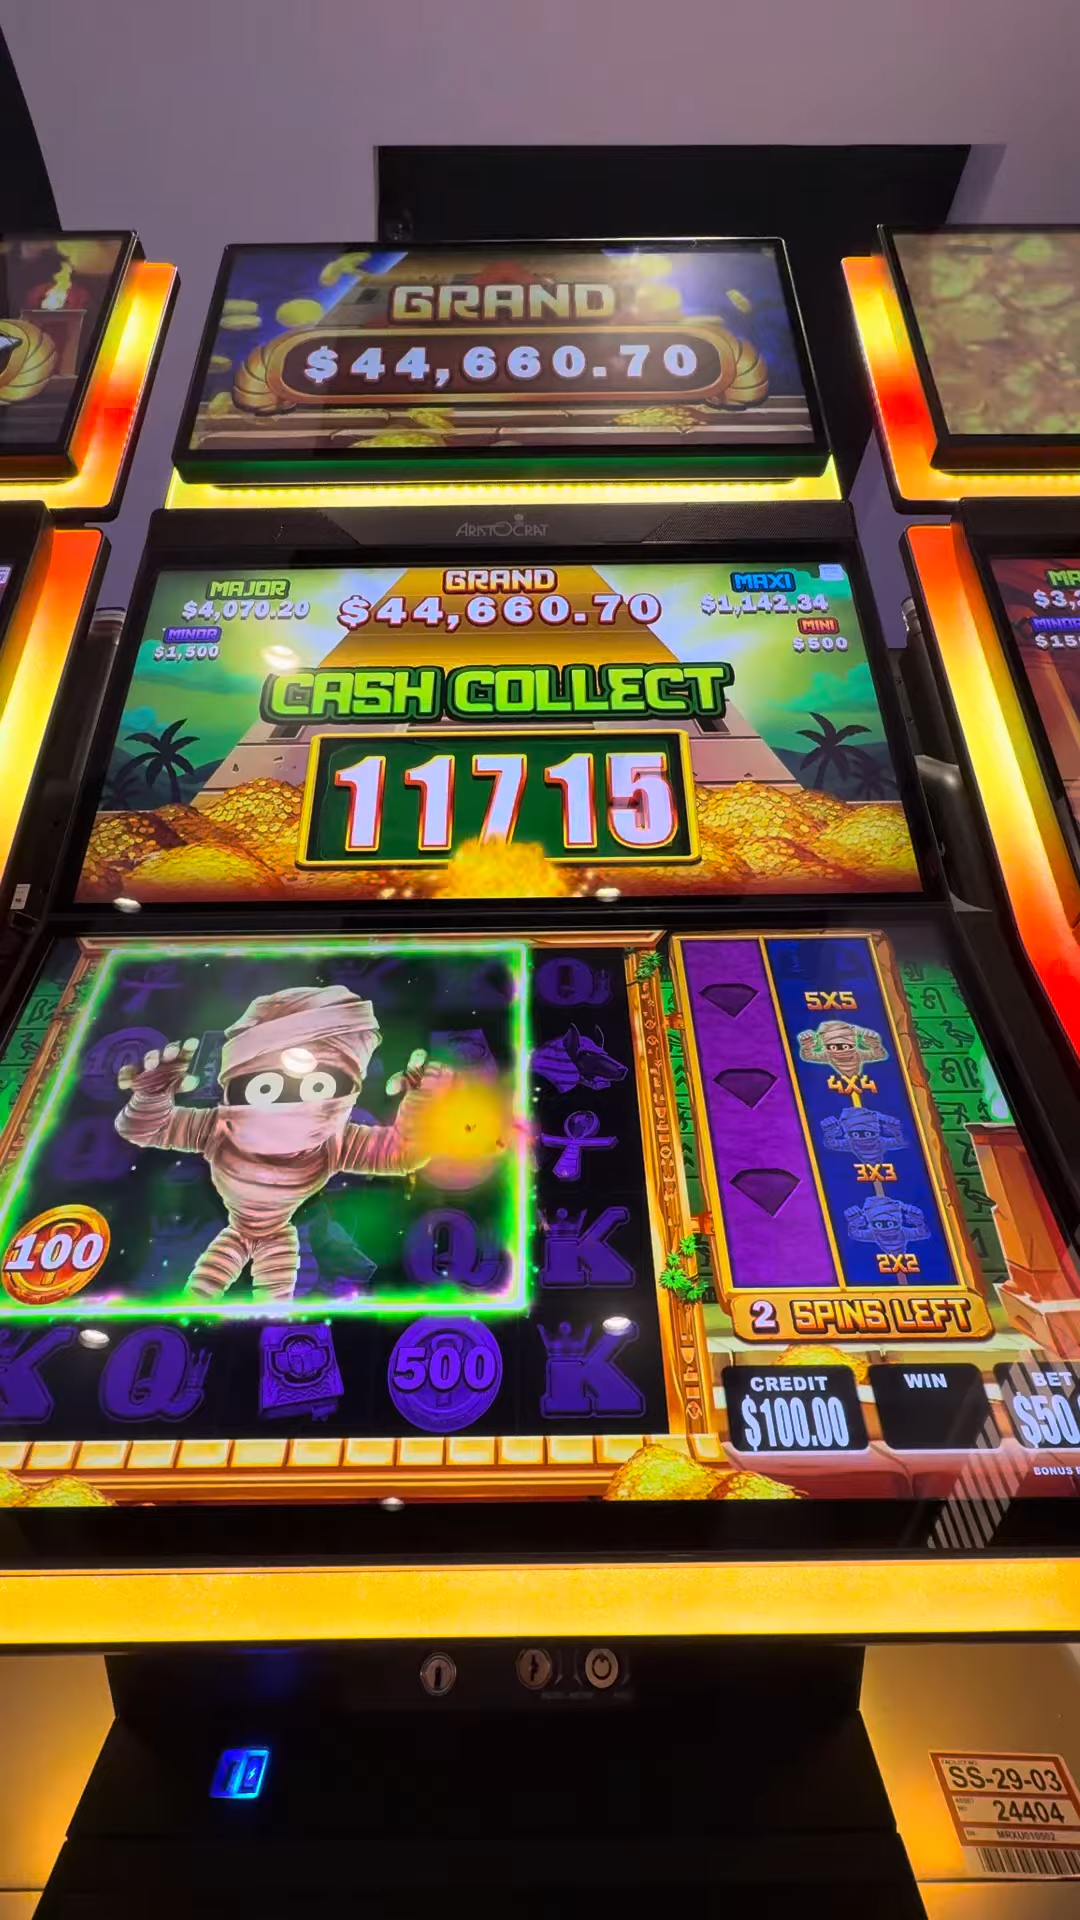 GRAND
$44,660.70
ARISTOCRAT
MAJOR
$4,070.20
GRAND
$44,660.70
MAXI
$1,142.34
MINOR
$1,500
MINI
$500
CASH COLLECT
11715
Q
5X5
4X4
3X3
2X2
100
Q
K
K
Q
500
K
2 SPINS LEFT
CREDIT
$100.00
WIN
BET
$50
SS-29-03
24404